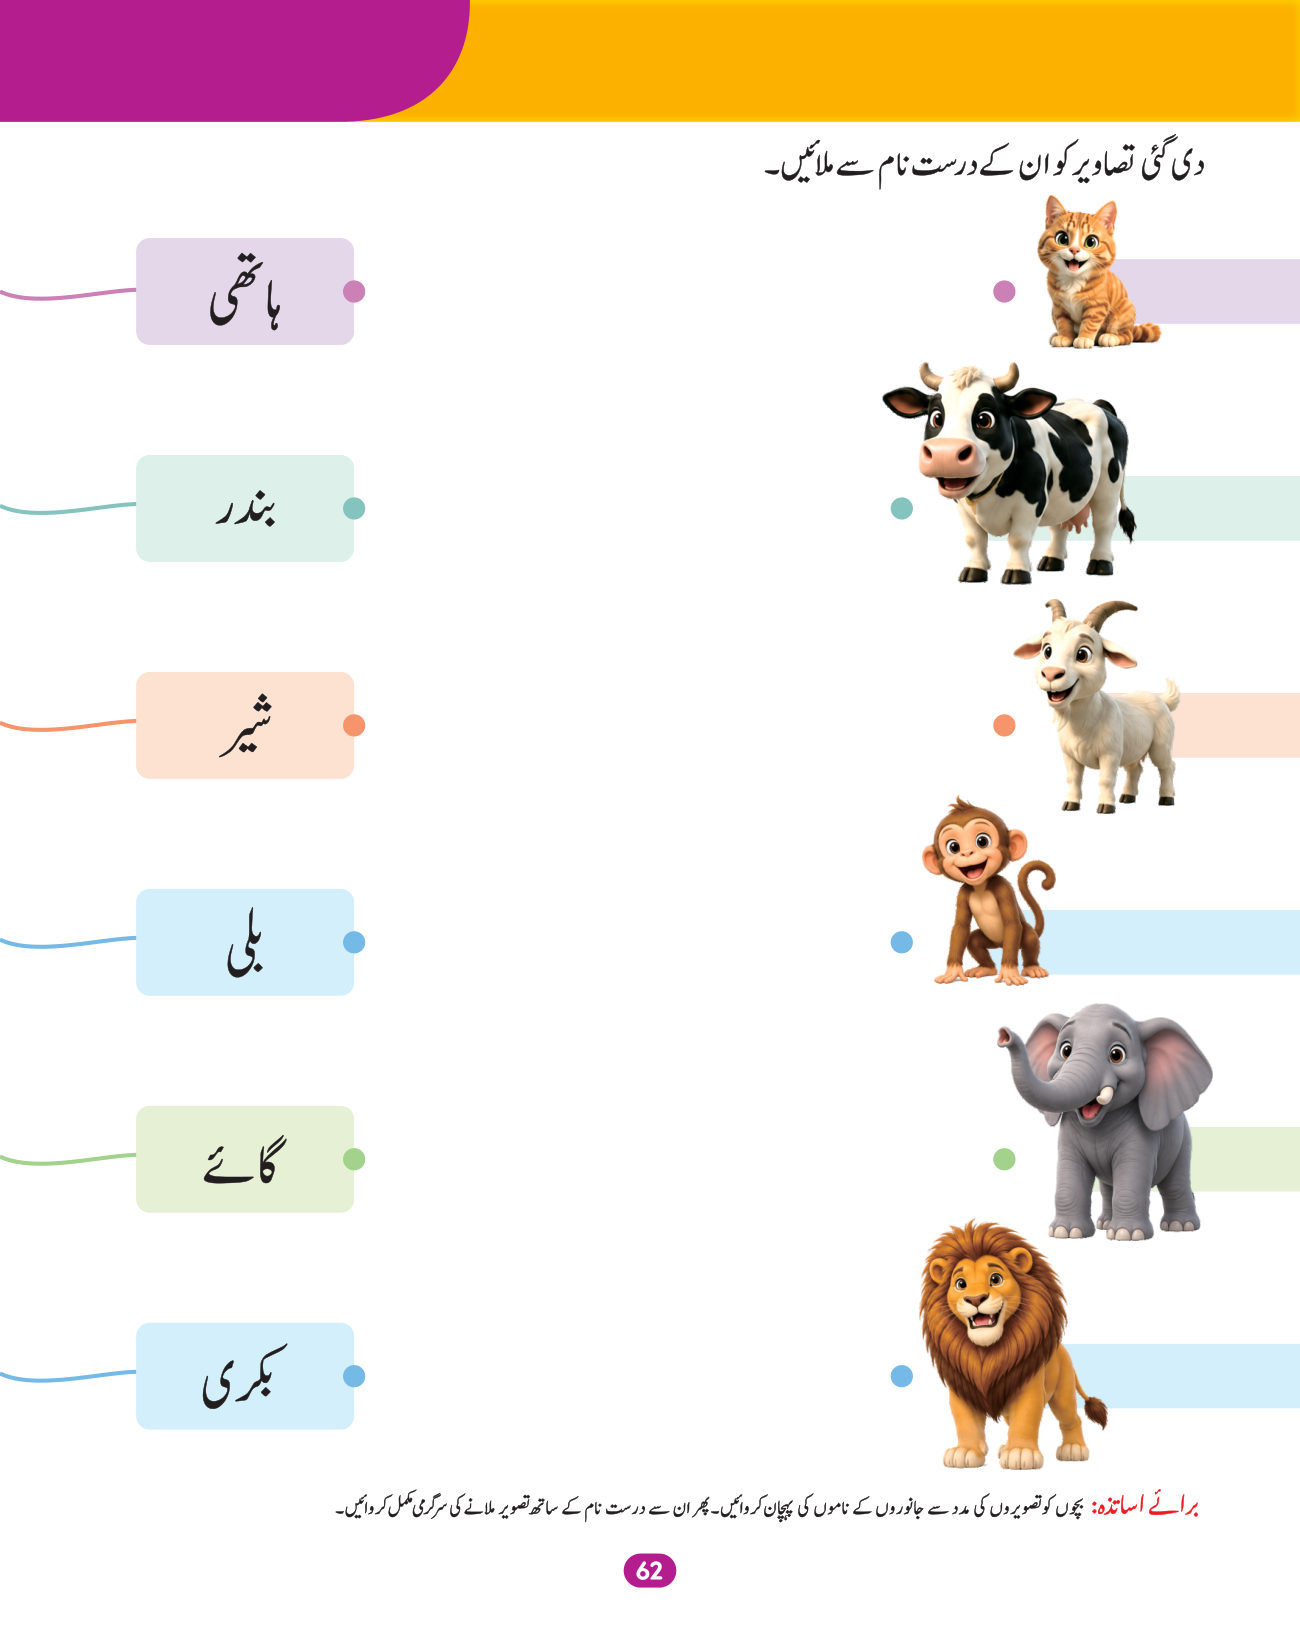 دی گئی تصاویر کو ان کے درست نام سے ملائیں۔
ہاتھی
بندر
شیر
بلی
گائے
بکری
برائے اساتذہ: بچوں کو تصویروں کی مدد سے جانوروں کے ناموں کی پہچان کروائیں۔ پھر ان سے درست نام کے ساتھ تصویر ملانے کی سرگرمی مکمل کروائیں۔
62